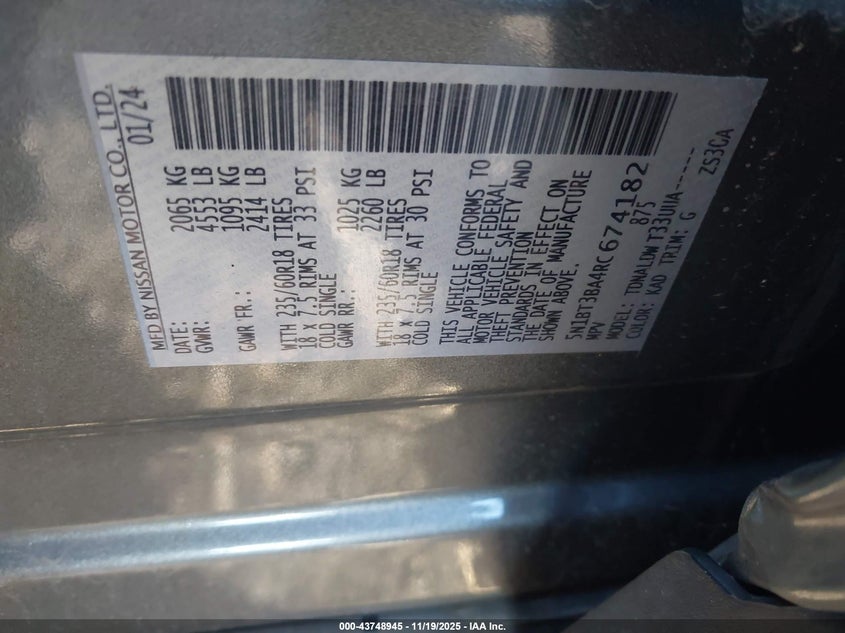 MFD BY NISSAN MOTOR CO., LTD.
DATE: 01/24
GVWR: 2065 KG
4553 LB
GAWR FR: 1095 KG
2414 LB
WITH 235/60R18 TIRES
18 X 7.5 RIMS AT 33 PSI
COLD SINGLE
GAWR RR: 1025 KG
2260 LB
WITH 235/60R18 TIRES
18 X 7.5 RIMS AT 30 PSI
COLD SINGLE
THIS VEHICLE CONFORMS TO
ALL APPLICABLE FEDERAL
MOTOR VEHICLE SAFETY AND
THEFT PREVENTION
STANDARDS IN EFFECT ON
THE DATE OF MANUFACTURE
SHOWN ABOVE.
5N1BT3BA4RC674182
MPV 875
MODEL: TDNALDW T33UUA-----
COLOR: KAD TRIM: G ZS3CA
000-43748945 | 11/19/2025 - IAA Inc.